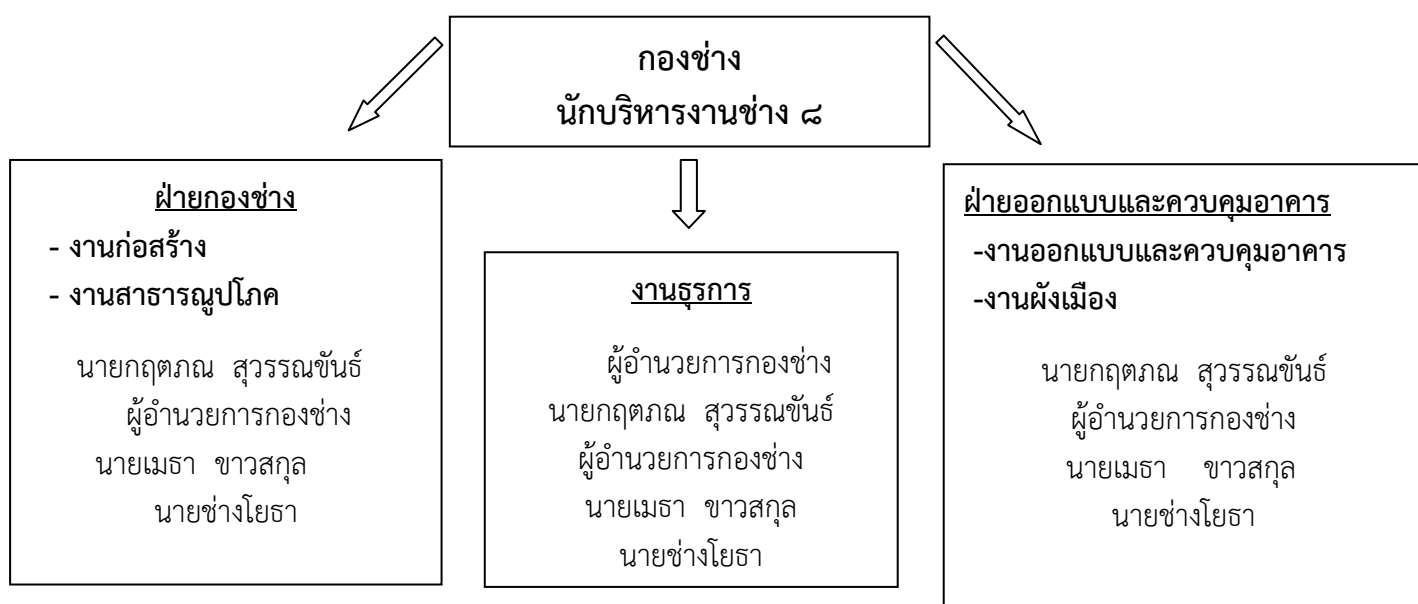 กองช่าง
นักบริหารงานช่าง ๘
ฝ่ายกองช่าง
- งานก่อสร้าง
- งานสาธารณูปโภค
นายกฤตภณ สุวรรณขันธ์
ผู้อำนวยการกองช่าง
นายเมธา ขาวสกุล
นายช่างโยธา
งานธุรการ
ผู้อำนวยการกองช่าง
นายกฤตภณ สุวรรณขันธ์
ผู้อำนวยการกองช่าง
นายเมธา ขาวสกุล
นายช่างโยธา
ฝ่ายออกแบบและควบคุมอาคาร
-งานออกแบบและควบคุมอาคาร
-งานผังเมือง
นายกฤตภณ สุวรรณขันธ์
ผู้อำนวยการกองช่าง
นายเมธา ขาวสกุล
นายช่างโยธา